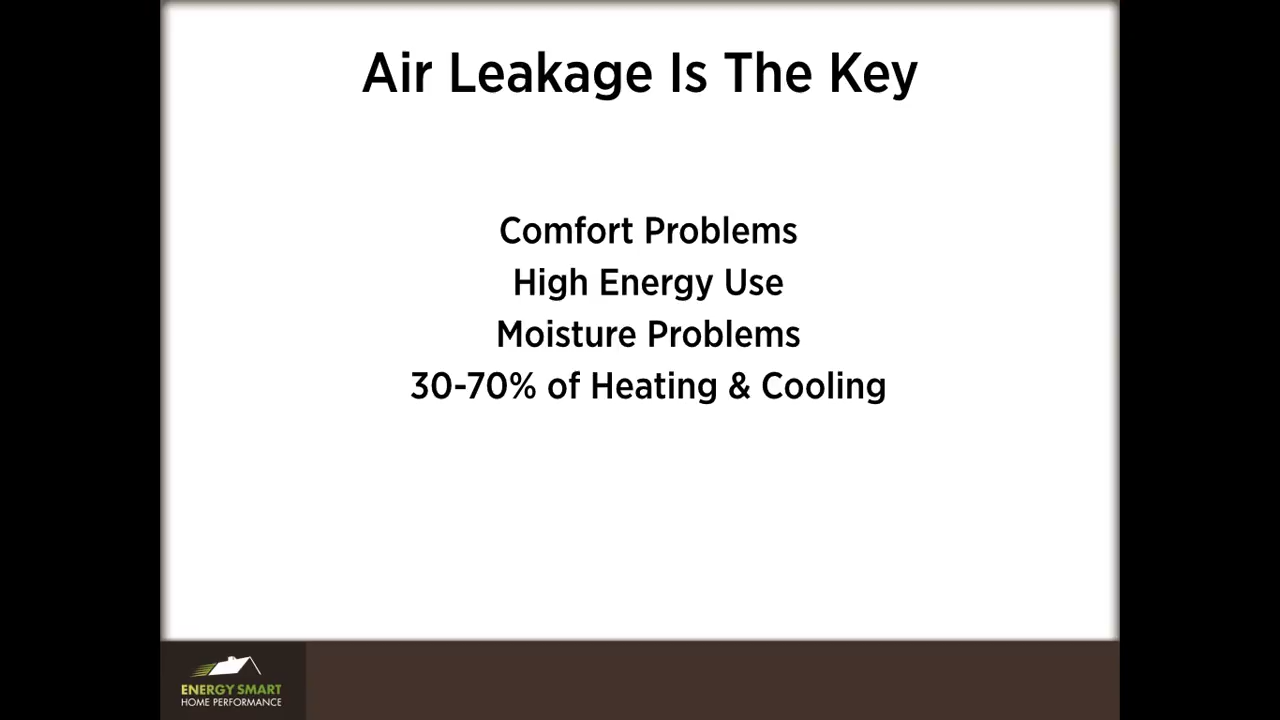 Air Leakage Is The Key
Comfort Problems
High Energy Use
Moisture Problems
30-70% of Heating & Cooling
ENERGY SMART
HOME PERFORMANCE